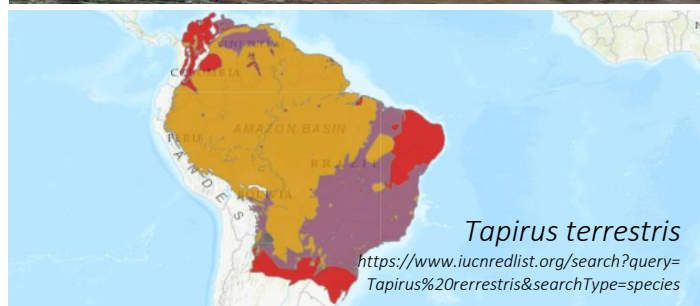 COLOMBIA
AMAZON BASIN
PERU
BRAZIL
BOLIVIA
ANDES
Tapirus terrestris
https://www.iucnredlist.org/search?query=
Tapirus%20rerrestris&searchType=species